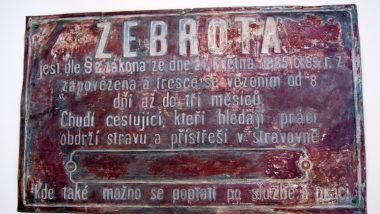 ŽEBROTA
jest dle § 2 zákona ze dne 24. května 1885 č. 89. ř. z.
zapovězena a tresce se vězením od 8
dní až do tří měsíců.
Chudí cestující, kteří hledají práci
obdrží stravu a přístřeší v stravovně
Kde také možno se poptati po službě a práci